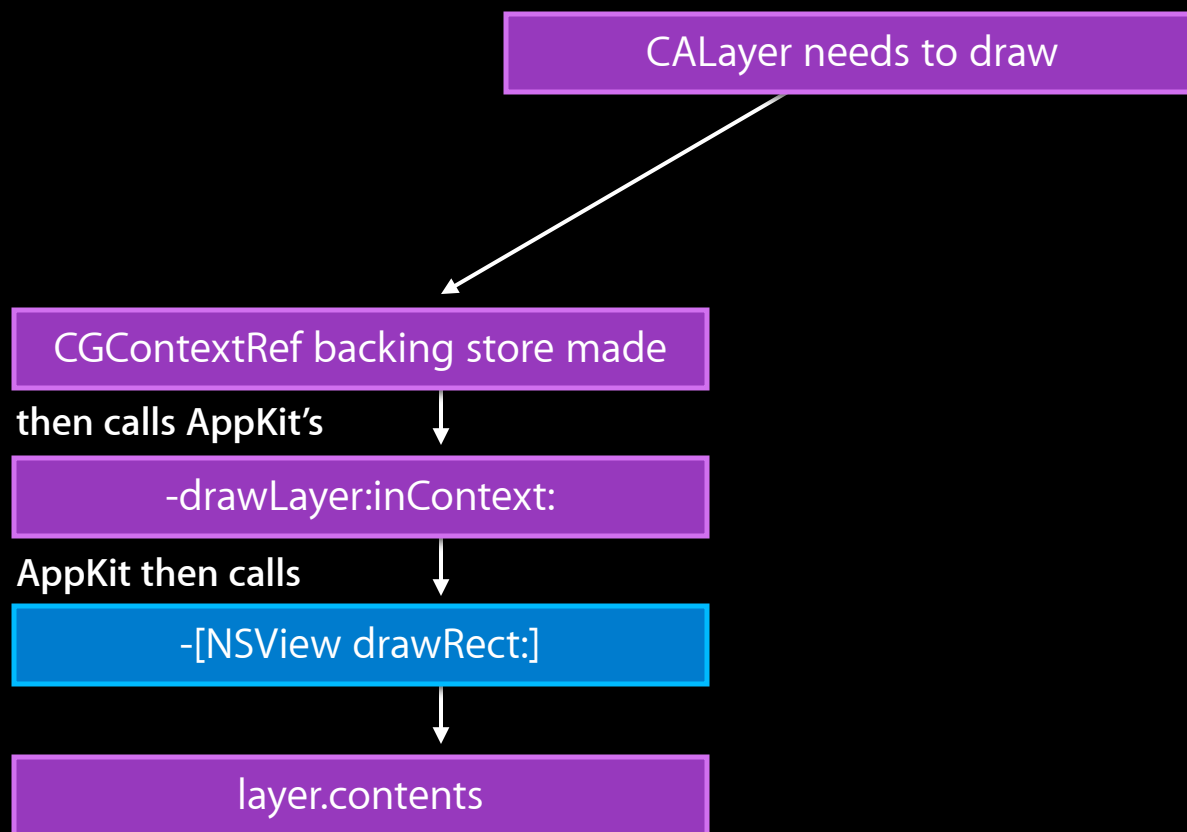 CALayer needs to draw
CGContextRef backing store made
then calls AppKit’s
-drawLayer:inContext:
AppKit then calls
-[NSView drawRect:]
layer.contents